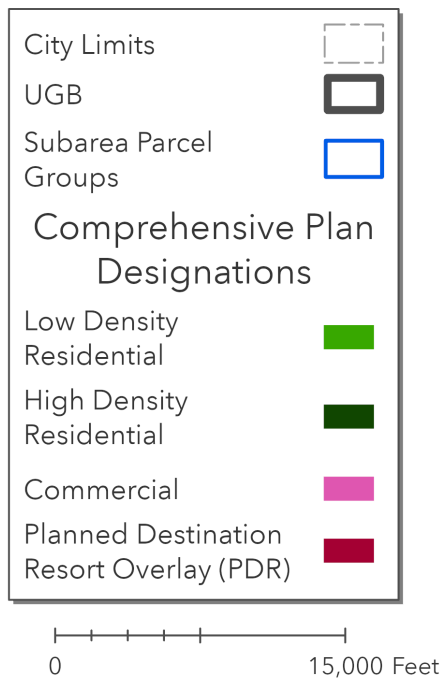 City Limits
UGB
Subarea Parcel
Groups
Comprehensive Plan
Designations
Low Density
Residential
High Density
Residential
Commercial
Planned Destination
Resort Overlay (PDR)
0 15,000 Feet